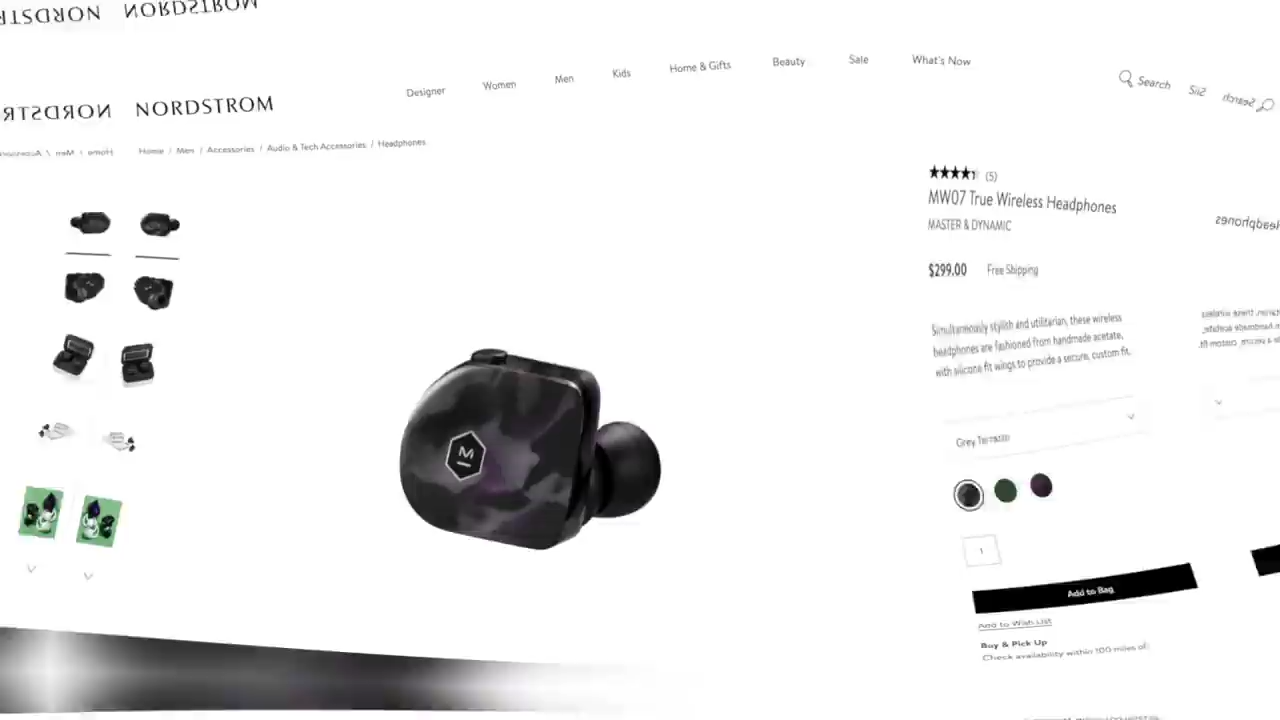 NORDSTROM
NORDSTROM
Designer Women Men Kids Home & Gifts Beauty Sale What's Now
Search
Home / Men / Accessories / Audio & Tech Accessories / Headphones
(5)
MW07 True Wireless Headphones
MASTER & DYNAMIC
$299.00 Free Shipping
Simultaneously stylish and utilitarian, these wireless
headphones are fashioned from handmade acetate,
with silicone fit wings to provide a secure, custom fit.
M
Grey Terrazzo
1
Add to Bag
Add to Wish List
Buy & Pick Up
Check availability within 100 miles of: